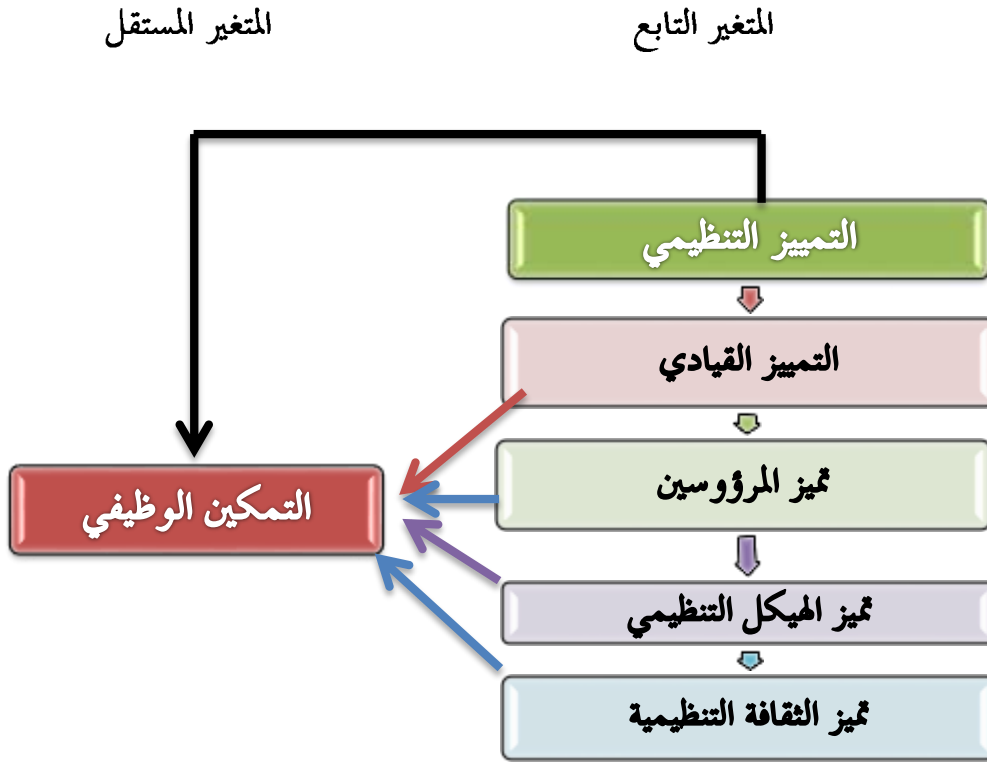 المتغير التابع
المتغير المستقل
التمييز التنظيمي
التمييز القيادي
تميز المرؤوسين
التمكين الوظيفي
تميز الهيكل التنظيمي
تميز الثقافة التنظيمية